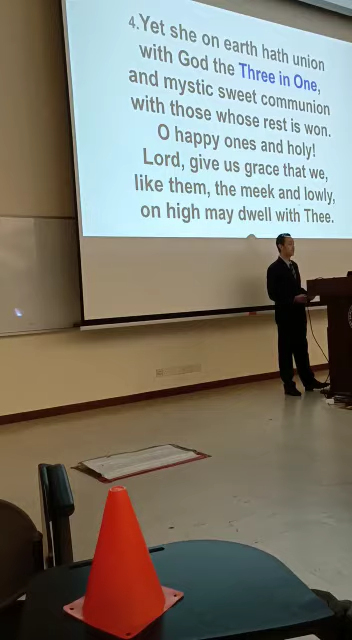 4.Yet she on earth hath union
with God the Three in One,
and mystic sweet communion
with those whose rest is won.
O happy ones and holy!
Lord, give us grace that we,
like them, the meek and lowly,
on high may dwell with Thee.